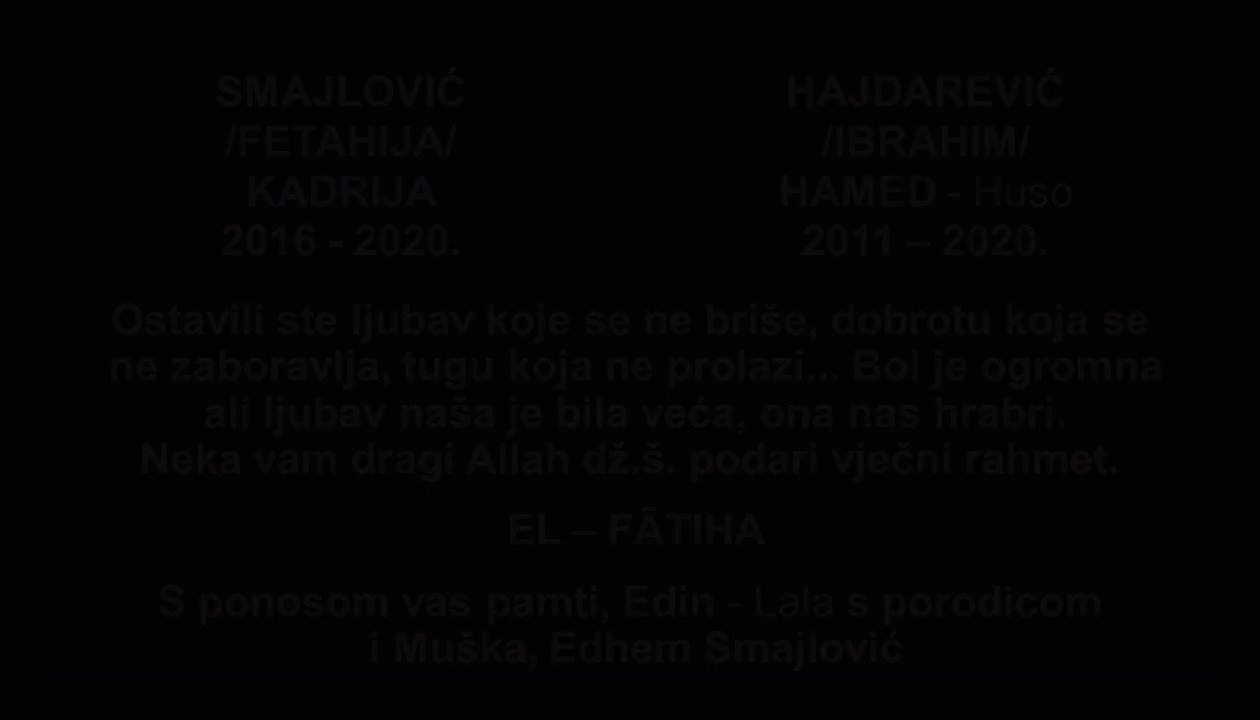 SMAJLOVIĆ
/FETAHIJA/
KADRIJA
2016 - 2020.
HAJDAREVIĆ
/IBRAHIM/
HAMED - Huso
2011 – 2020.
Ostavili ste ljubav koje se ne briše, dobrotu koja se
ne zaboravlja, tugu koja ne prolazi... Bol je ogromna
ali ljubav naša je bila veća, ona nas hrabri.
Neka vam dragi Allah dž.š. podari vječni rahmet.
EL – FĀTIHA
S ponosom vas pamti, Edin - Lala s porodicom
i Muška, Edhem Smajlović